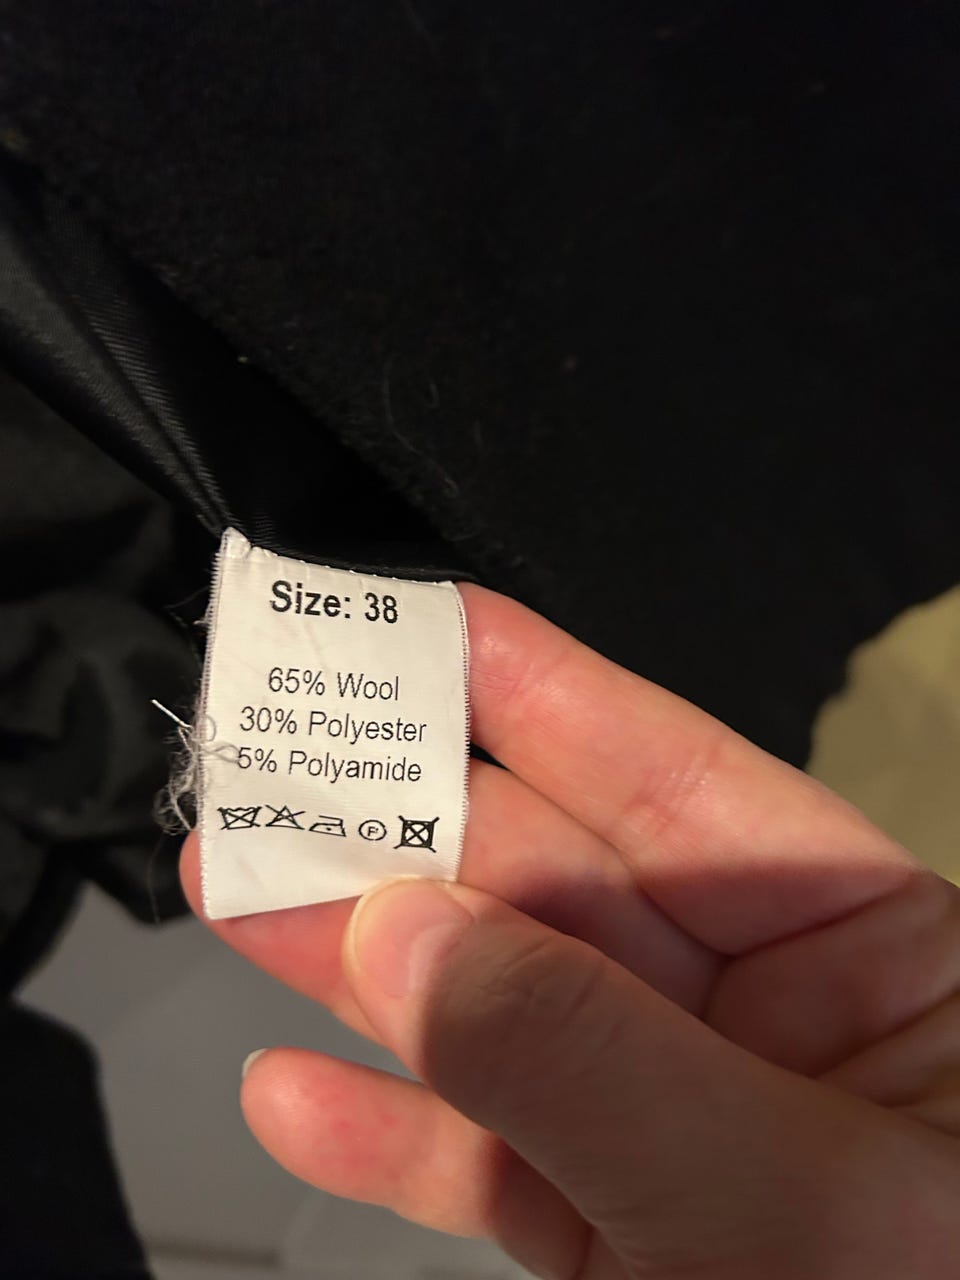 Size: 38
65% Wool
30% Polyester
5% Polyamide
F